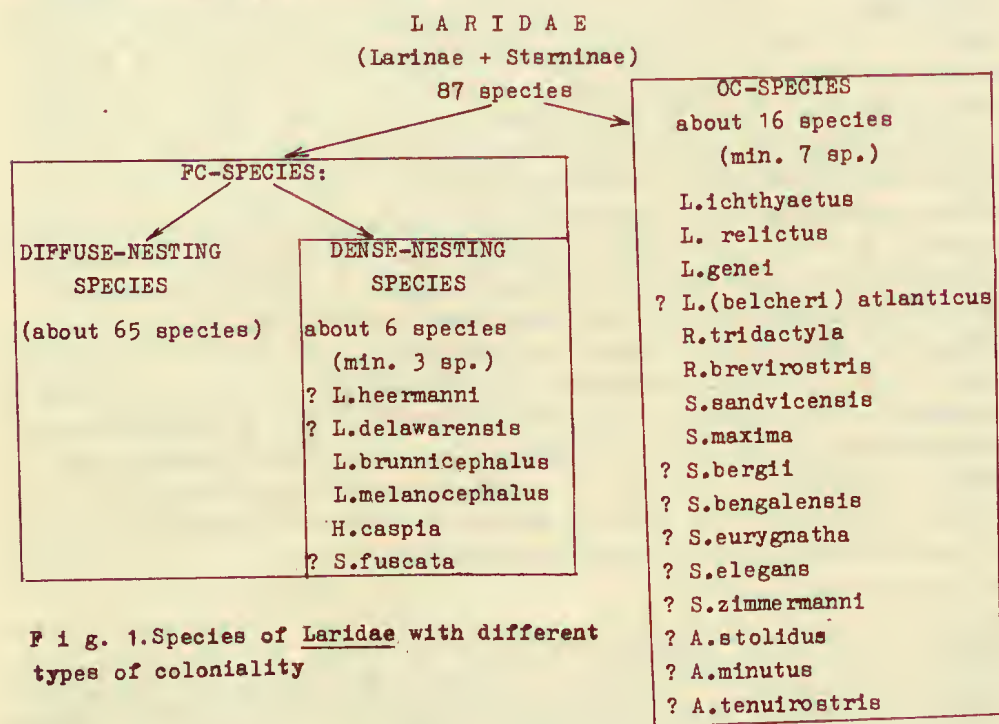 L A R I D A E
(Larinae + Sterninae)
87 species
FC-SPECIES:
DIFFUSE-NESTING
SPECIES
(about 65 species)
DENSE-NESTING
SPECIES
about 6 species
(min. 3 sp.)
? L.heermanni
? L.delawarensis
L.brunnicephalus
L.melanocephalus
H.caspia
? S.fuscata
OC-SPECIES
about 16 species
(min. 7 sp.)
L.ichthyaetus
L. relictus
L.genei
? L.(belcheri) atlanticus
R.tridactyla
R.brevirostris
S.sandvicensis
S.maxima
? S.bergii
? S.bengalensis
? S.eurygnatha
? S.elegans
? S.zimmermanni
? A.stolidus
? A.minutus
? A.tenuirostris
F i g. 1.Species of Laridae with different
types of coloniality